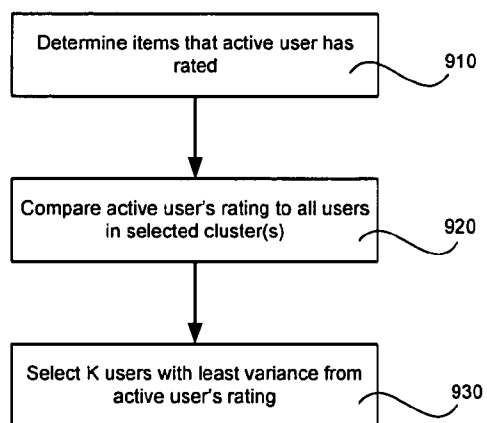 Determine items that active user has
rated
910
Compare active user's rating to all users
in selected cluster(s)
920
Select K users with least variance from
active user's rating
930